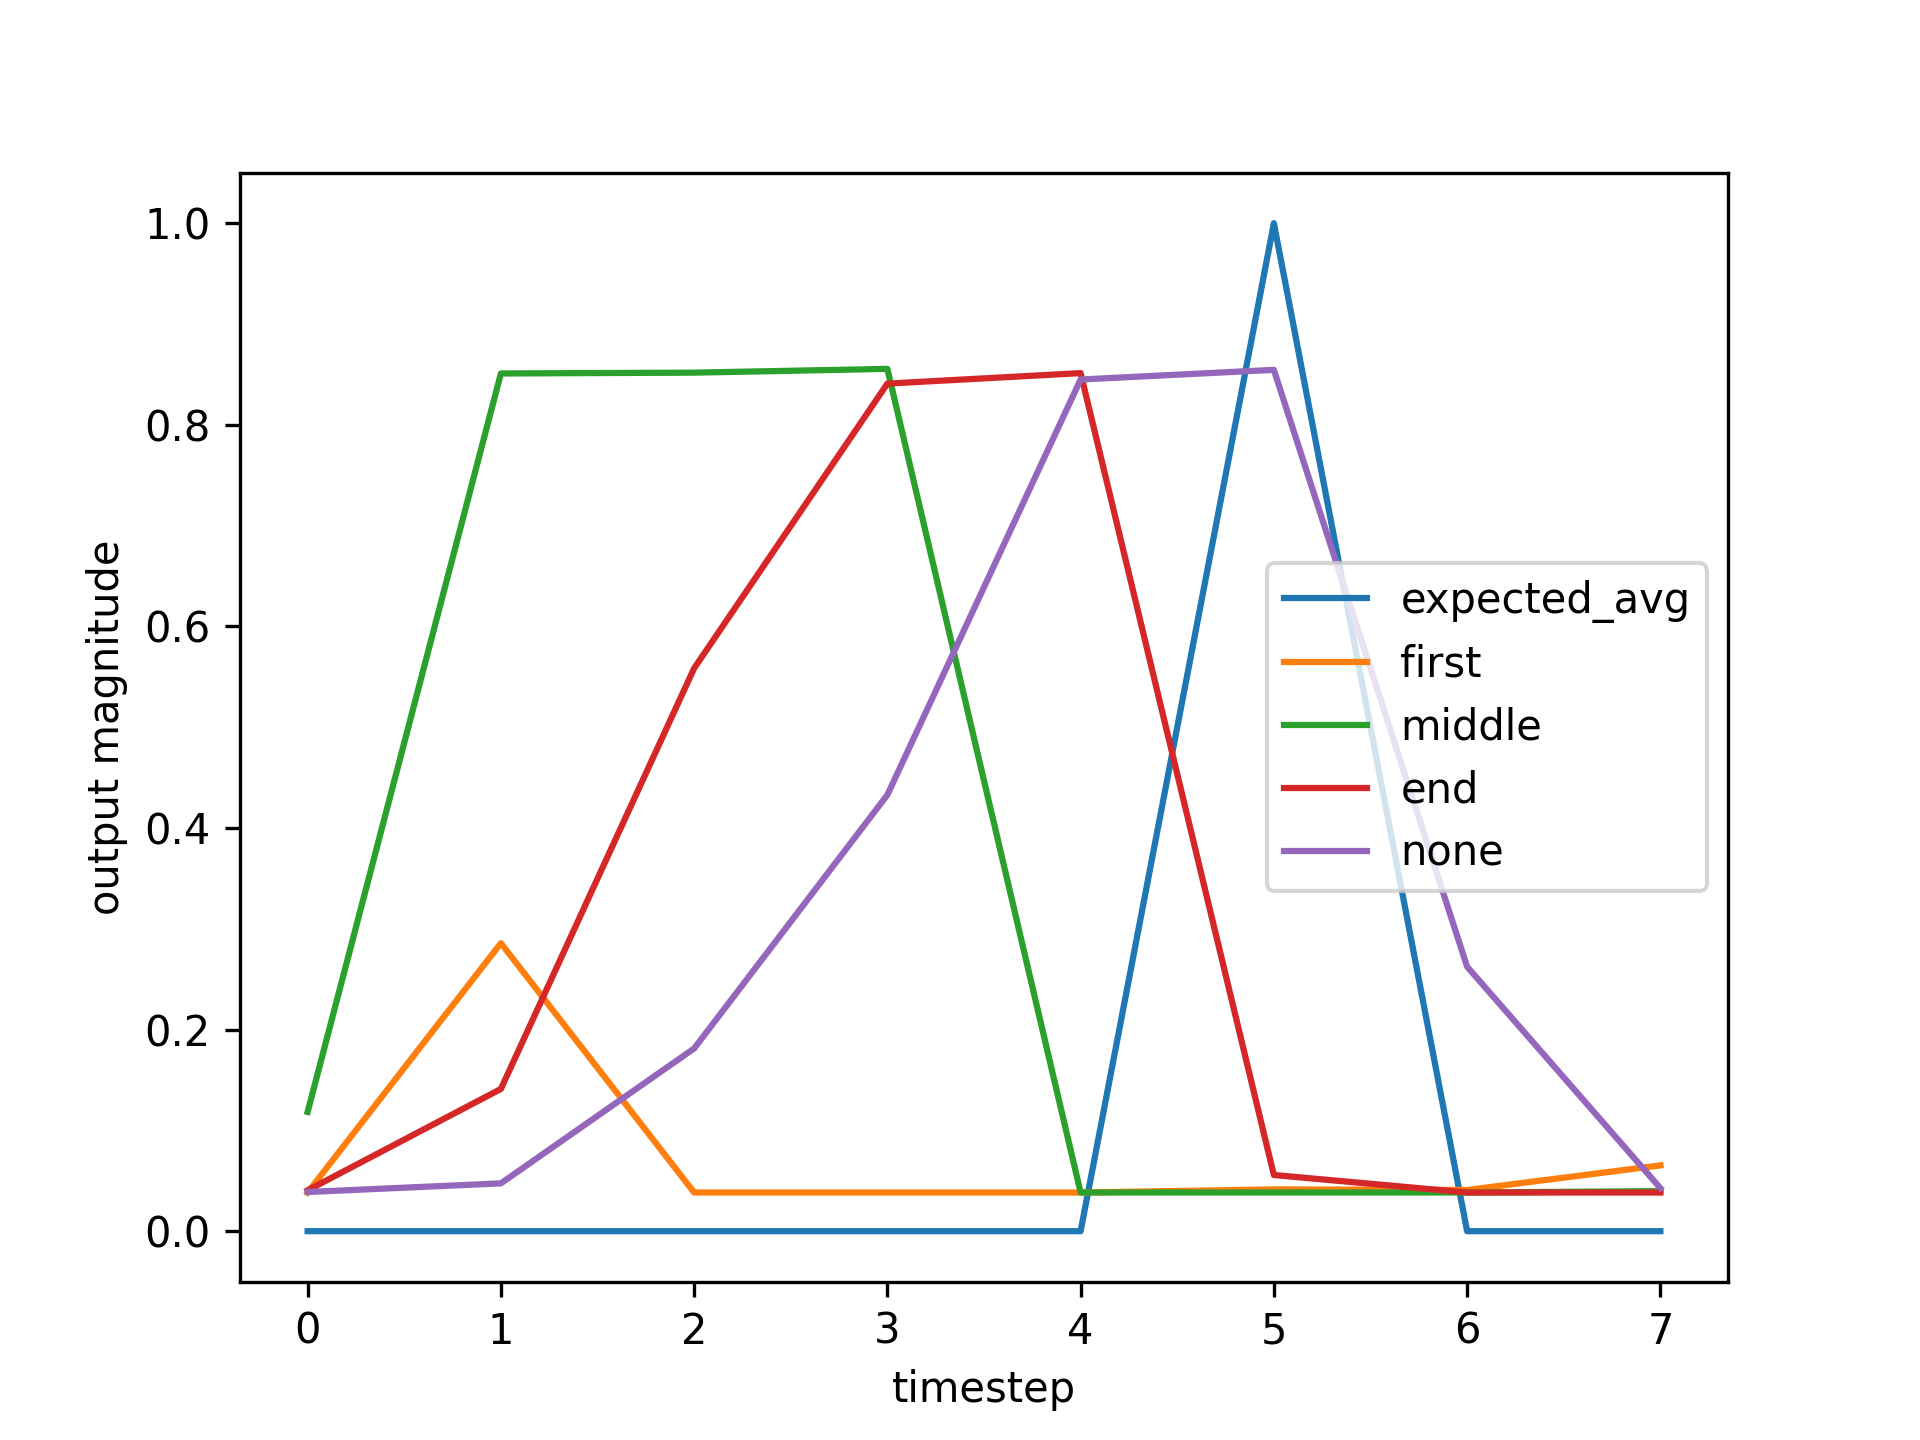 1.0
0.8
0.6
0.4
0.2
0.0
output magnitude
expected_avg
first
middle
end
none
0 1 2 3 4 5 6 7
timestep